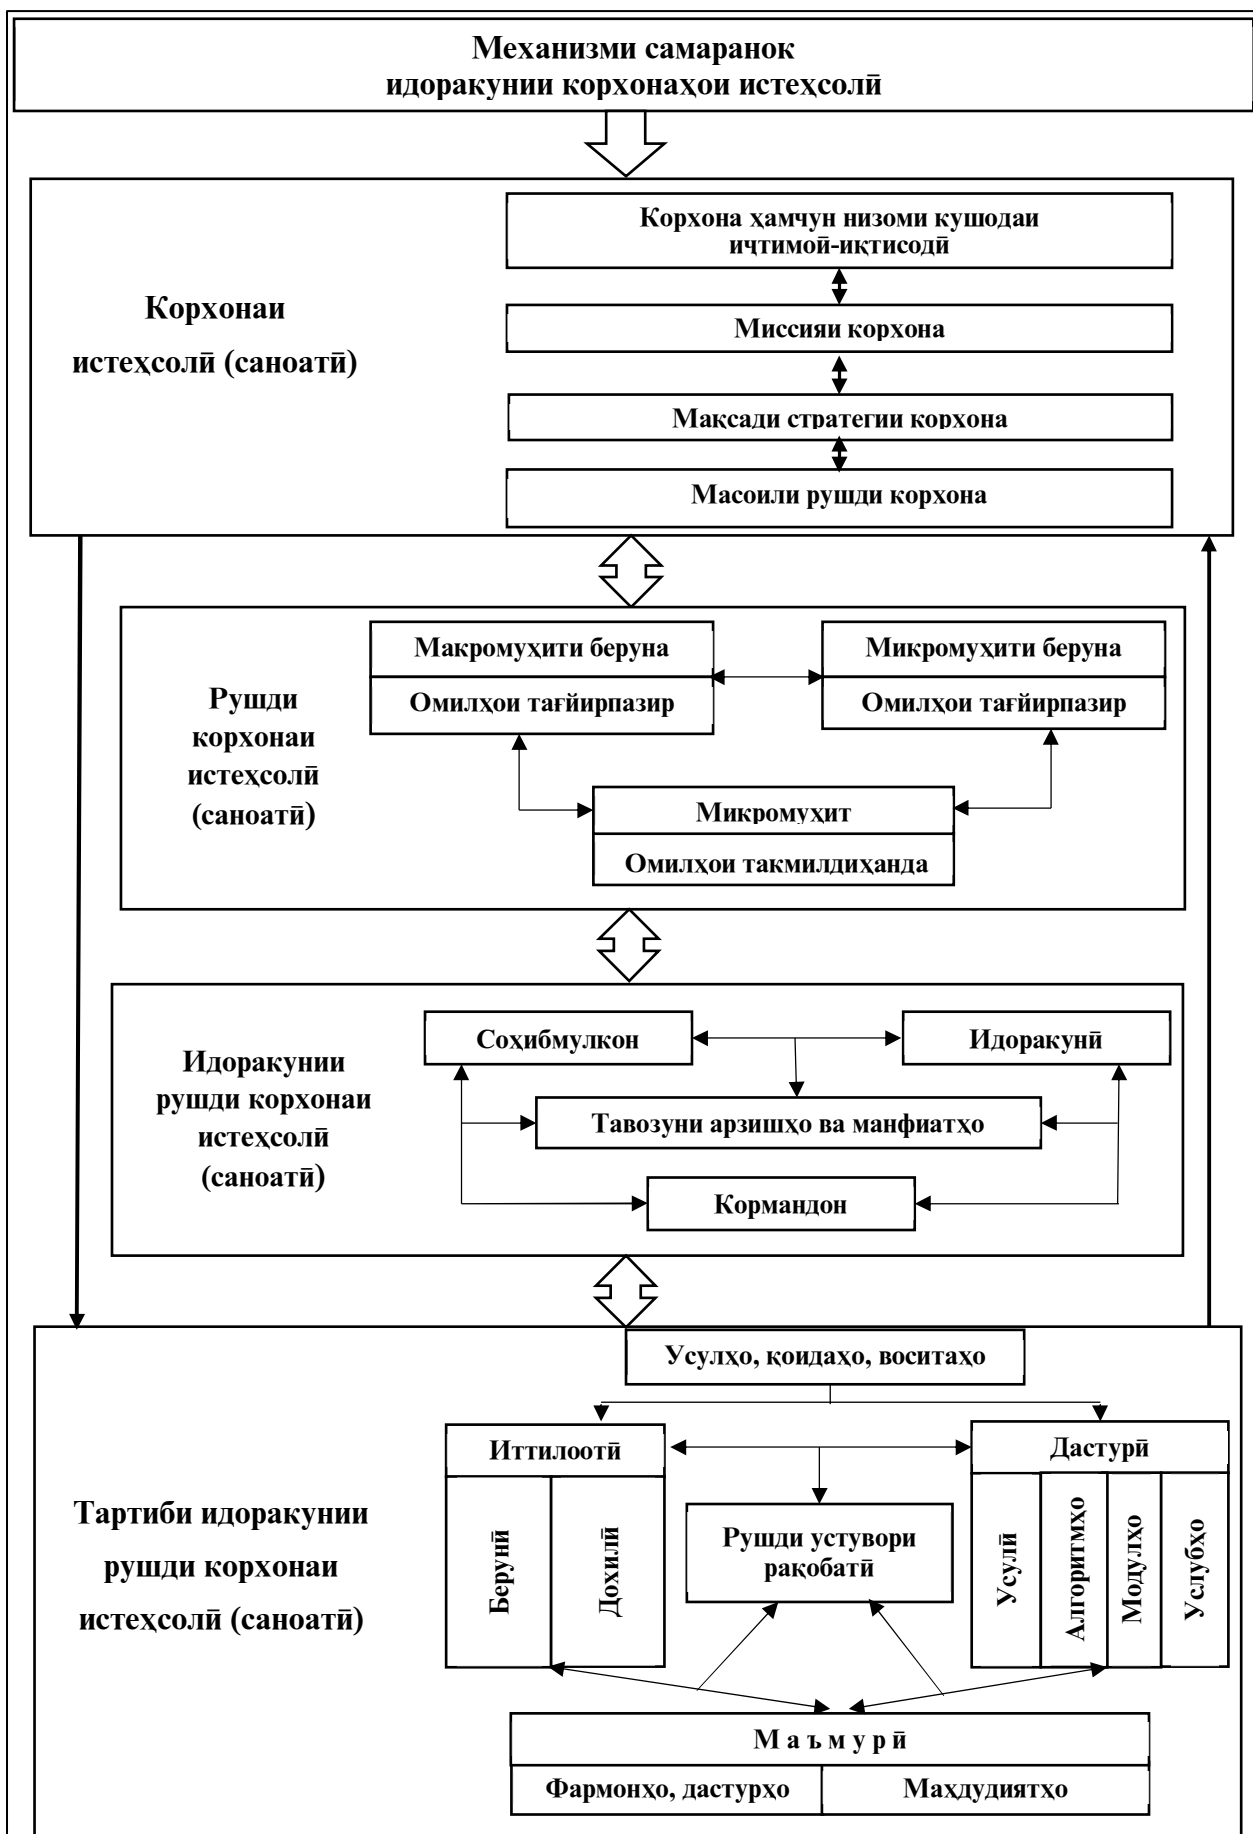 Механизми самаранок
идоракунии корхонаҳои истеҳсолӣ
Корхонаи
истеҳсолӣ (саноатӣ)
Корхона ҳамчун низоми кушодаи
иҷтимоӣ-иқтисодӣ
Миссияи корхона
Мақсади стратегии корхона
Масоили рушди корхона
Рушди
корхонаи
истеҳсолӣ
(саноатӣ)
Макромуҳити беруна
Омилҳои тағйирпазир
Микромуҳити беруна
Омилҳои тағйирпазир
Микромуҳит
Омилҳои такмилдиҳанда
Идоракунии
рушди корхонаи
истеҳсолӣ
(саноатӣ)
Соҳибмулкон
Идоракунӣ
Тавозуни арзишҳо ва манфиатҳо
Кормандон
Тартиби идоракунии
рушди корхонаи
истеҳсолӣ (саноатӣ)
Усулҳо, қоидаҳо, воситаҳо
Иттилоотӣ
Берунӣ
Дохилӣ
Рушди устувори
рақобатӣ
Дастурӣ
Усулӣ
Алгоритмҳо
Модулҳо
Услубҳо
М а ъ м у р ӣ
Фармонҳо, дастурҳо
Маҳдудиятҳо